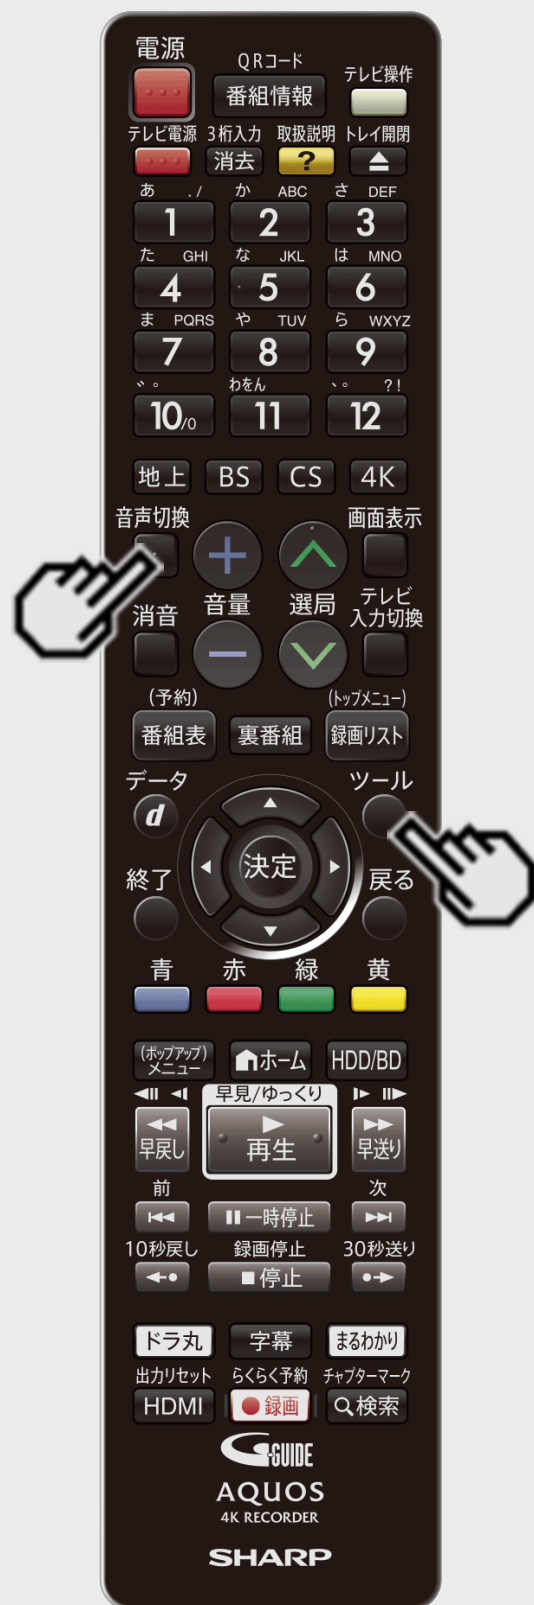 電源 QRコード テレビ操作
番組情報
テレビ電源 3桁入力 取扱説明 トレイ開閉
消去 ?
あ ./ か ABC さ DEF
1 2 3
た GHI な JKL は MNO
4 5 6
ま PQRS や TUV ら WXYZ
7 8 9
゛゜ わをん 、。 ?!
10/0 11 12
地上 BS CS 4K
音声切換 画面表示
消音 音量 選局 テレビ
入力切換
(予約) (トップメニュー)
番組表 裏番組 録画リスト
データ ツール
d
決定
終了 戻る
青 赤 緑 黄
(ポップアップ)
メニュー ホーム HDD/BD
早見/ゆっくり
早戻し 再生 早送り
前 次
一時停止
10秒戻し 録画停止 30秒送り
停止
ドラ丸 字幕 まるわかり
出力リセット らくらく予約 チャプターマーク
HDMI 録画 検索
G-GUIDE
AQUOS
4K RECORDER
SHARP